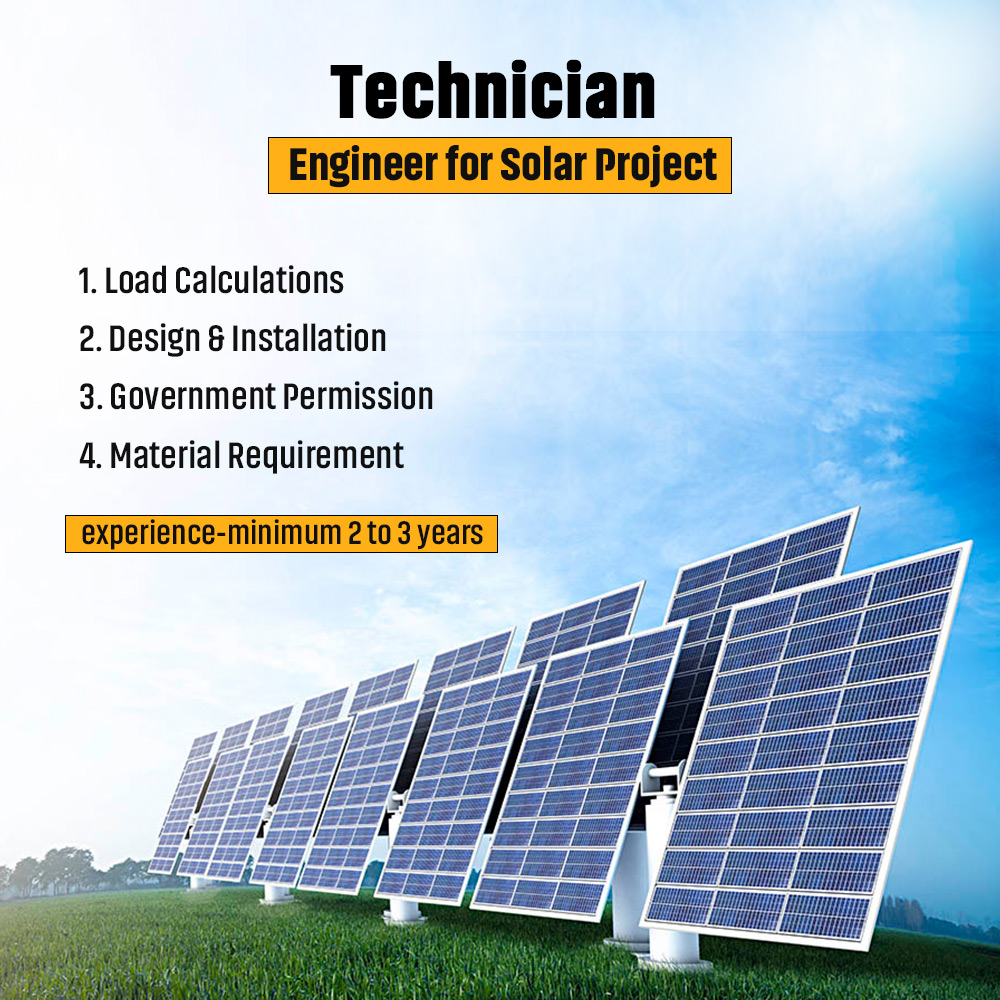 Technician
Engineer for Solar Project
1. Load Calculations
2. Design & Installation
3. Government Permission
4. Material Requirement
experience-minimum 2 to 3 years